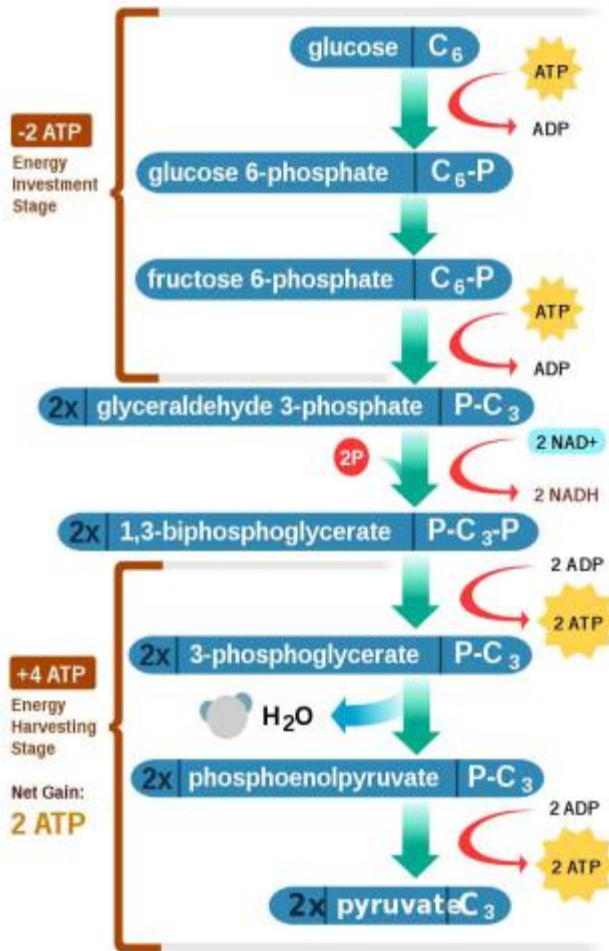 glucose C6
ATP
ADP
-2 ATP
Energy
Investment
Stage
glucose 6-phosphate C6-P
fructose 6-phosphate C6-P
ATP
ADP
2x glyceraldehyde 3-phosphate P-C3
2P
2 NAD+
2 NADH
2x 1,3-biphosphoglycerate P-C3-P
2 ADP
2 ATP
2x 3-phosphoglycerate P-C3
+4 ATP
Energy
Harvesting
Stage
H2O
2x phosphoenolpyruvate P-C3
Net Gain:
2 ATP
2 ADP
2 ATP
2x pyruvate C3